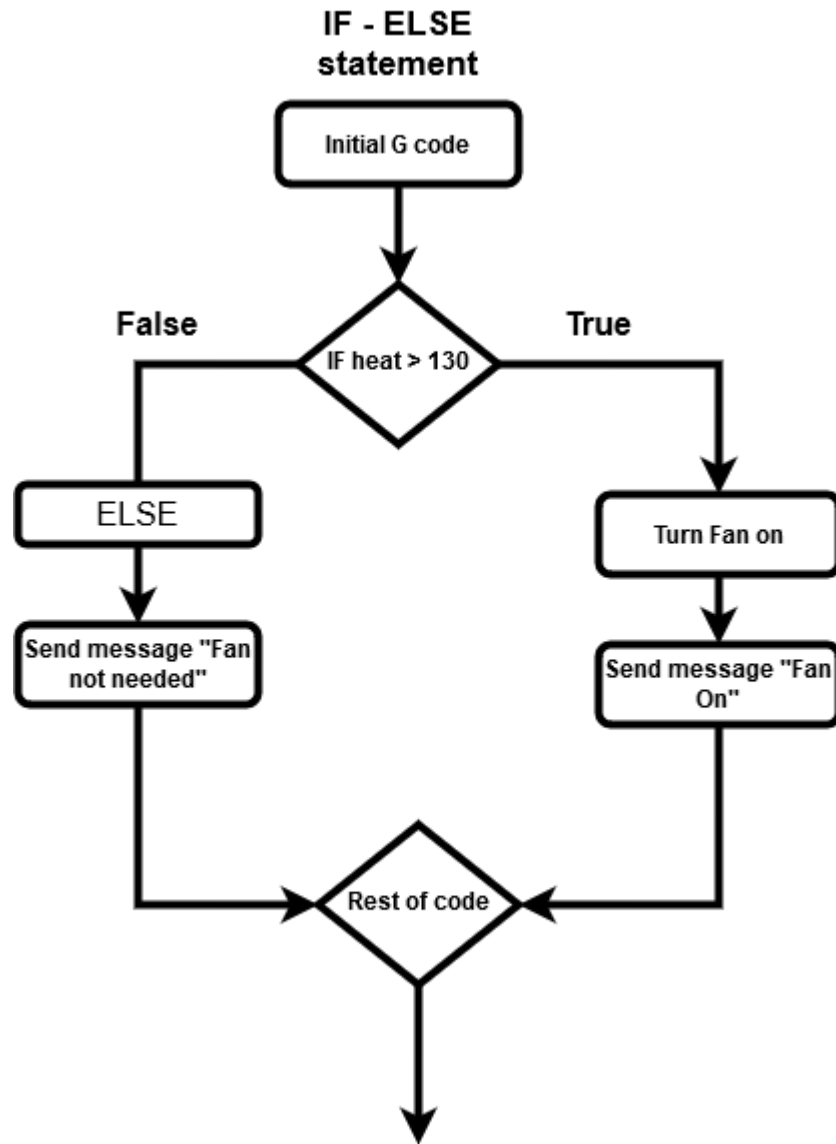 IF - ELSE
statement
Initial G code
False
True
IF heat > 130
ELSE
Turn Fan on
Send message "Fan
not needed"
Send message "Fan
On"
Rest of code